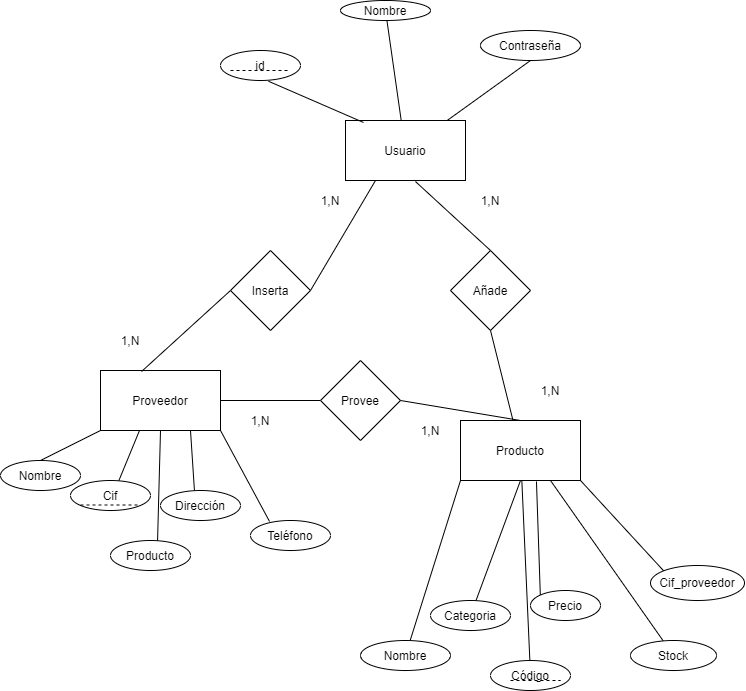 Nombre
id
Contraseña
Usuario
1,N
1,N
Inserta
Añade
1,N
Proveedor
Provee
1,N
1,N
1,N
Producto
Nombre
Cif
Dirección
Teléfono
Producto
Cif_proveedor
Precio
Categoria
Nombre
Código
Stock